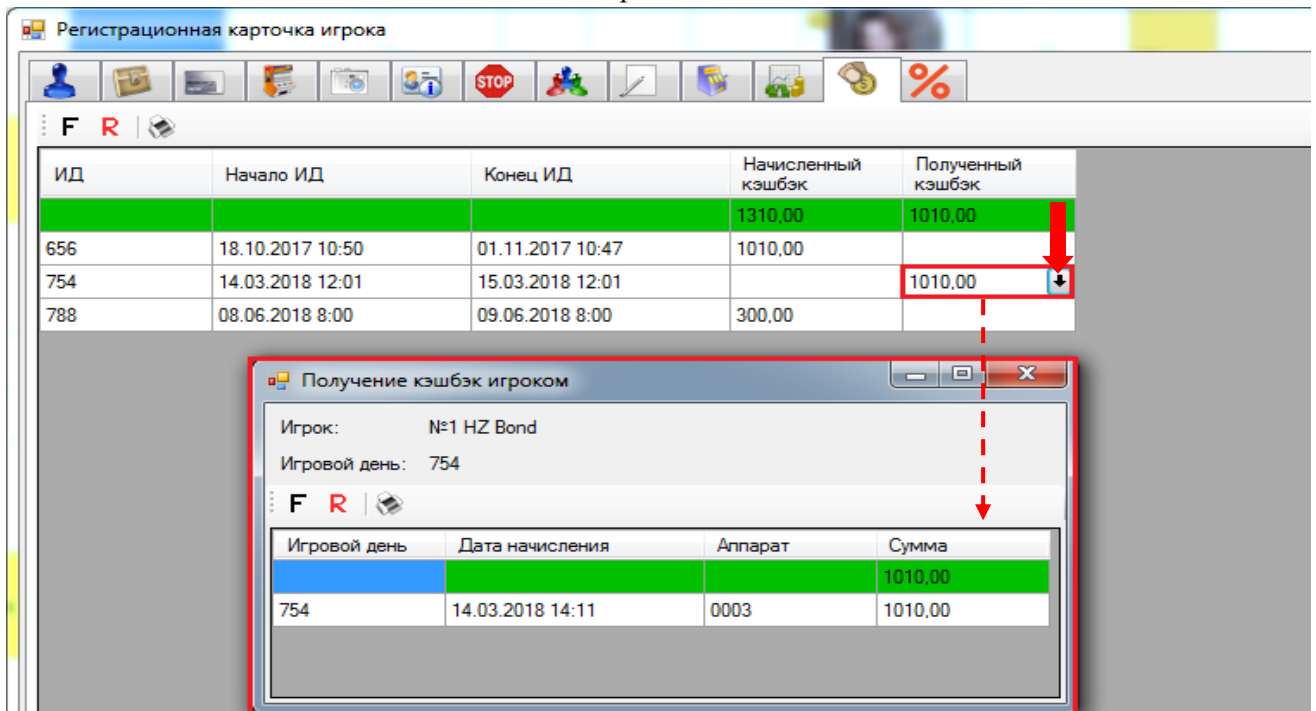 Регистрационная карточка игрока
STOP
%
F R
ИД Начало ИД Конец ИД Начисленный кэшбэк Полученный кэшбэк
1310,00 1010,00
656 18.10.2017 10:50 01.11.2017 10:47 1010,00
754 14.03.2018 12:01 15.03.2018 12:01 1010,00
788 08.06.2018 8:00 09.06.2018 8:00 300,00
Получение кэшбэк игроком
Игрок: №1 HZ Bond
Игровой день: 754
F R
Игровой день Дата начисления Аппарат Сумма
1010,00
754 14.03.2018 14:11 0003 1010,00